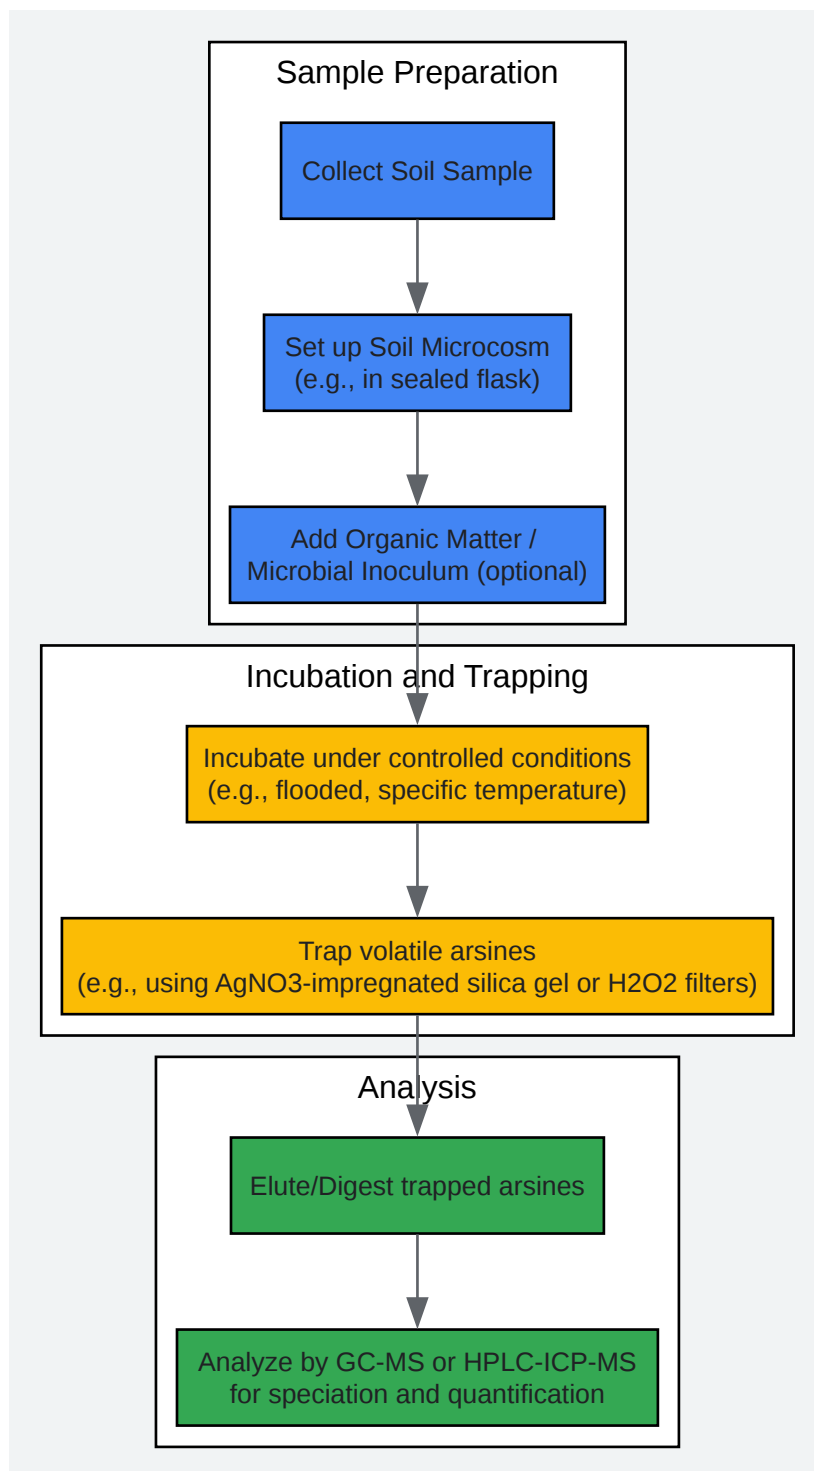 Sample Preparation
Collect Soil Sample
Set up Soil Microcosm
(e.g., in sealed flask)
Add Organic Matter /
Microbial Inoculum (optional)
Incubation and Trapping
Incubate under controlled conditions
(e.g., flooded, specific temperature)
Trap volatile arsines
(e.g., using AgNO3-impregnated silica gel or H2O2 filters)
Analysis
Elute/Digest trapped arsines
Analyze by GC-MS or HPLC-ICP-MS
for speciation and quantification